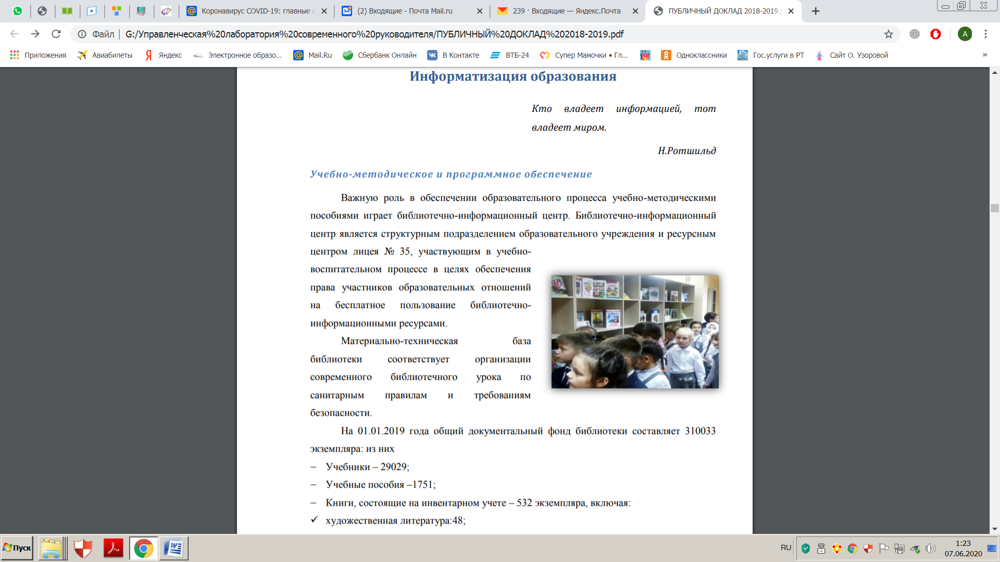 Коронавирус COVID-19: главные с
(2) Входящие - Почта Mail.ru
239 · Входящие — Яндекс.Почта
ПУБЛИЧНЫЙ ДОКЛАД 2018-2019.p
Файл
G:/Управленческая%20лаборатория%20современного%20руководителя/ПУБЛИЧНЫЙ%20ДОКЛАД%202018-2019.pdf
A
Приложения
Авиабилеты
Яндекс
Электронное образо...
Mail.Ru
Сбербанк Онлайн
В Контакте
ВТБ-24
Супер Мамочки • Гл...
Одноклассники
Гос.услуги в РТ
Сайт О. Узоровой
»
Информатизация образования
Кто владеет информацией, тот
владеет миром.
Н.Ротшильд
Учебно-методическое и программное обеспечение
Важную роль в обеспечении образовательного процесса учебно-методическими
пособиями играет библиотечно-информационный центр. Библиотечно-информационный
центр является структурным подразделением образовательного учреждения и ресурсным
центром лицея № 35, участвующим в учебно-
воспитательном процессе в целях обеспечения
права участников образовательных отношений
на бесплатное пользование библиотечно-
информационными ресурсами.
Материально-техническая база
библиотеки соответствует организации
современного библиотечного урока по
санитарным правилам и требованиям
безопасности.
На 01.01.2019 года общий документальный фонд библиотеки составляет 310033
экземпляра: из них
– Учебники – 29029;
– Учебные пособия –1751;
– Книги, состоящие на инвентарном учете – 532 экземпляра, включая:
✓ художественная литература:48;
Пуск
RU
1:23
07.06.2020